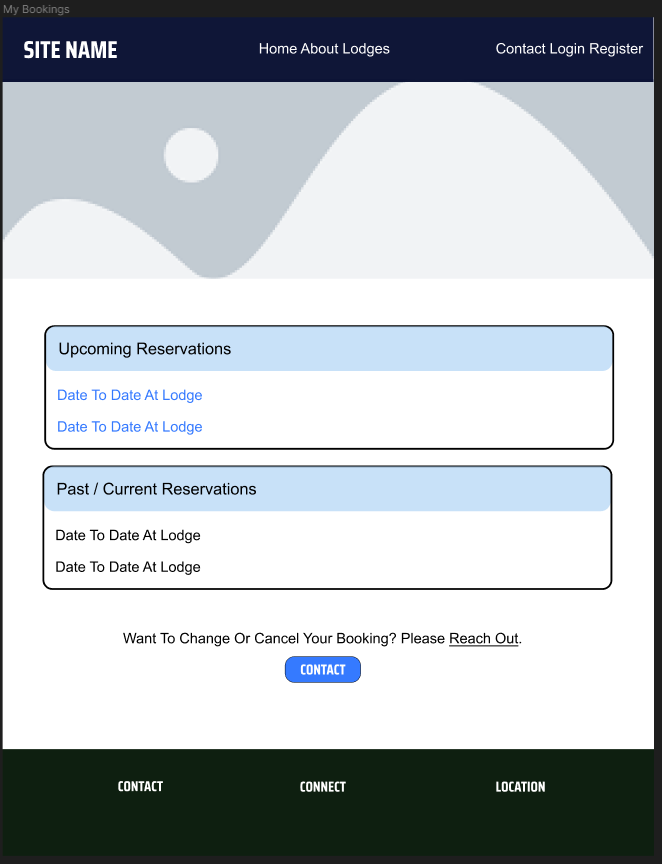 My Bookings
SITE NAME
Home About Lodges
Contact Login Register
Upcoming Reservations
Date To Date At Lodge
Date To Date At Lodge
Past / Current Reservations
Date To Date At Lodge
Date To Date At Lodge
Want To Change Or Cancel Your Booking? Please Reach Out.
CONTACT
CONTACT
CONNECT
LOCATION